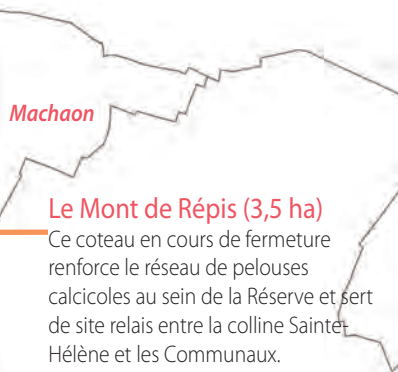 Machaon
Le Mont de Répis (3,5 ha)
Ce coteau en cours de fermeture
renforce le réseau de pelouses
calcicoles au sein de la Réserve et sert
de site relais entre la colline Sainte-
Hélène et les Communaux.